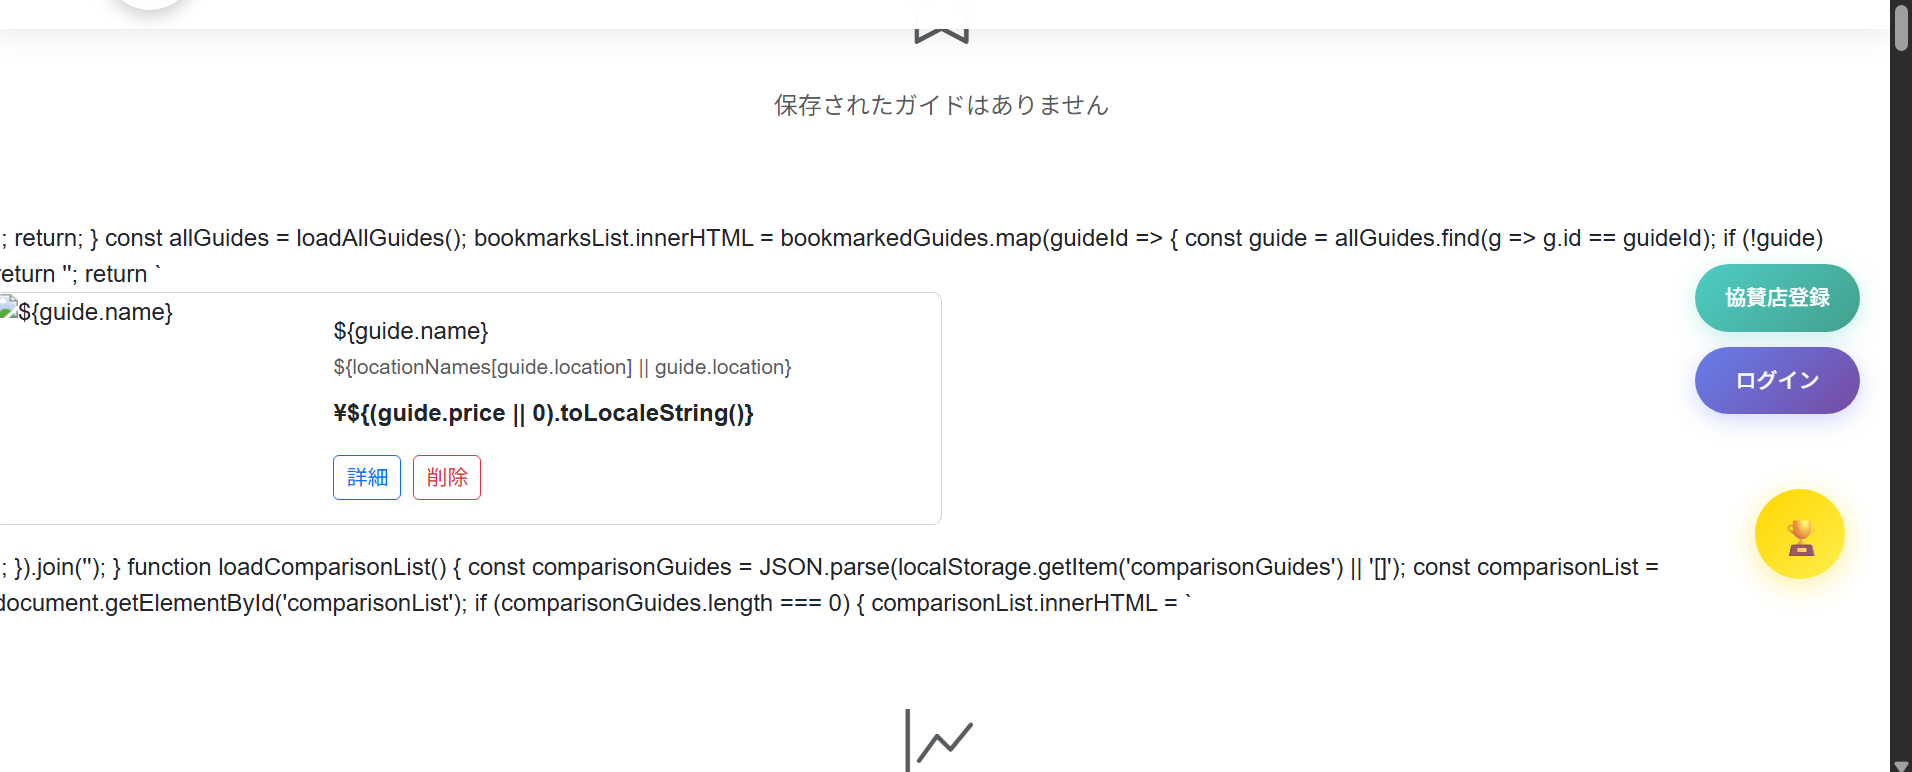 保存されたガイドはありません
; return; } const allGuides = loadAllGuides(); bookmarksList.innerHTML = bookmarkedGuides.map(guideId => { const guide = allGuides.find(g => g.id == guideId); if (!guide)
return ''; return `
${guide.name}
${guide.name}
${locationNames[guide.location] || guide.location}
¥${(guide.price || 0).toLocaleString()}
詳細 削除
協賛店登録
ログイン
; }).join(''); } function loadComparisonList() { const comparisonGuides = JSON.parse(localStorage.getItem('comparisonGuides') || '[]'); const comparisonList =
document.getElementById('comparisonList'); if (comparisonGuides.length === 0) { comparisonList.innerHTML = `